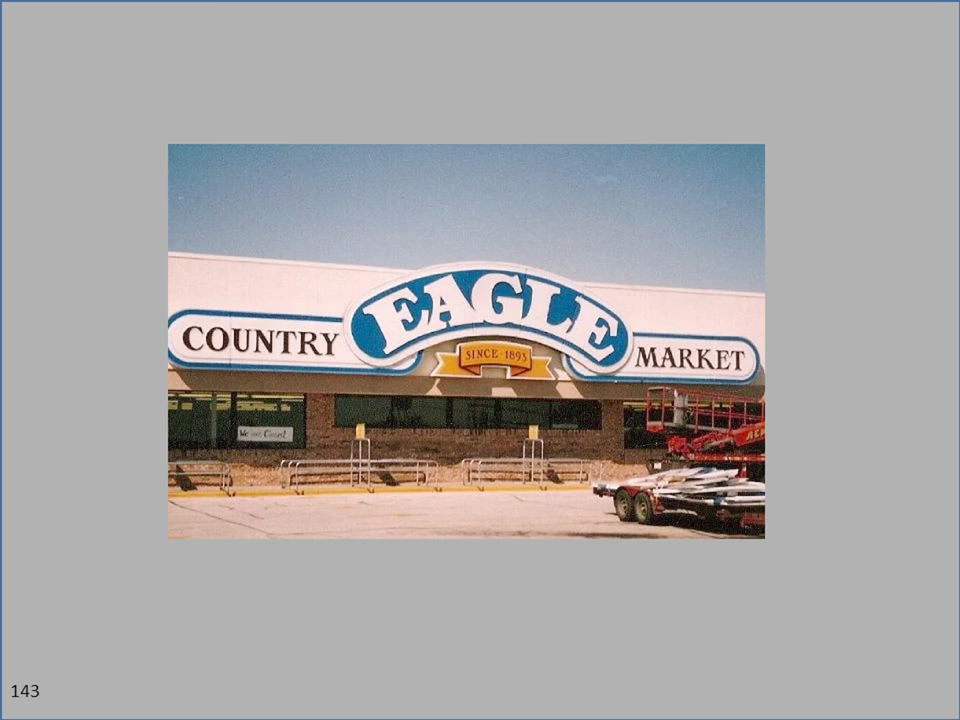 EAGLE
COUNTRY MARKET
SINCE 1893
We are Closed
143